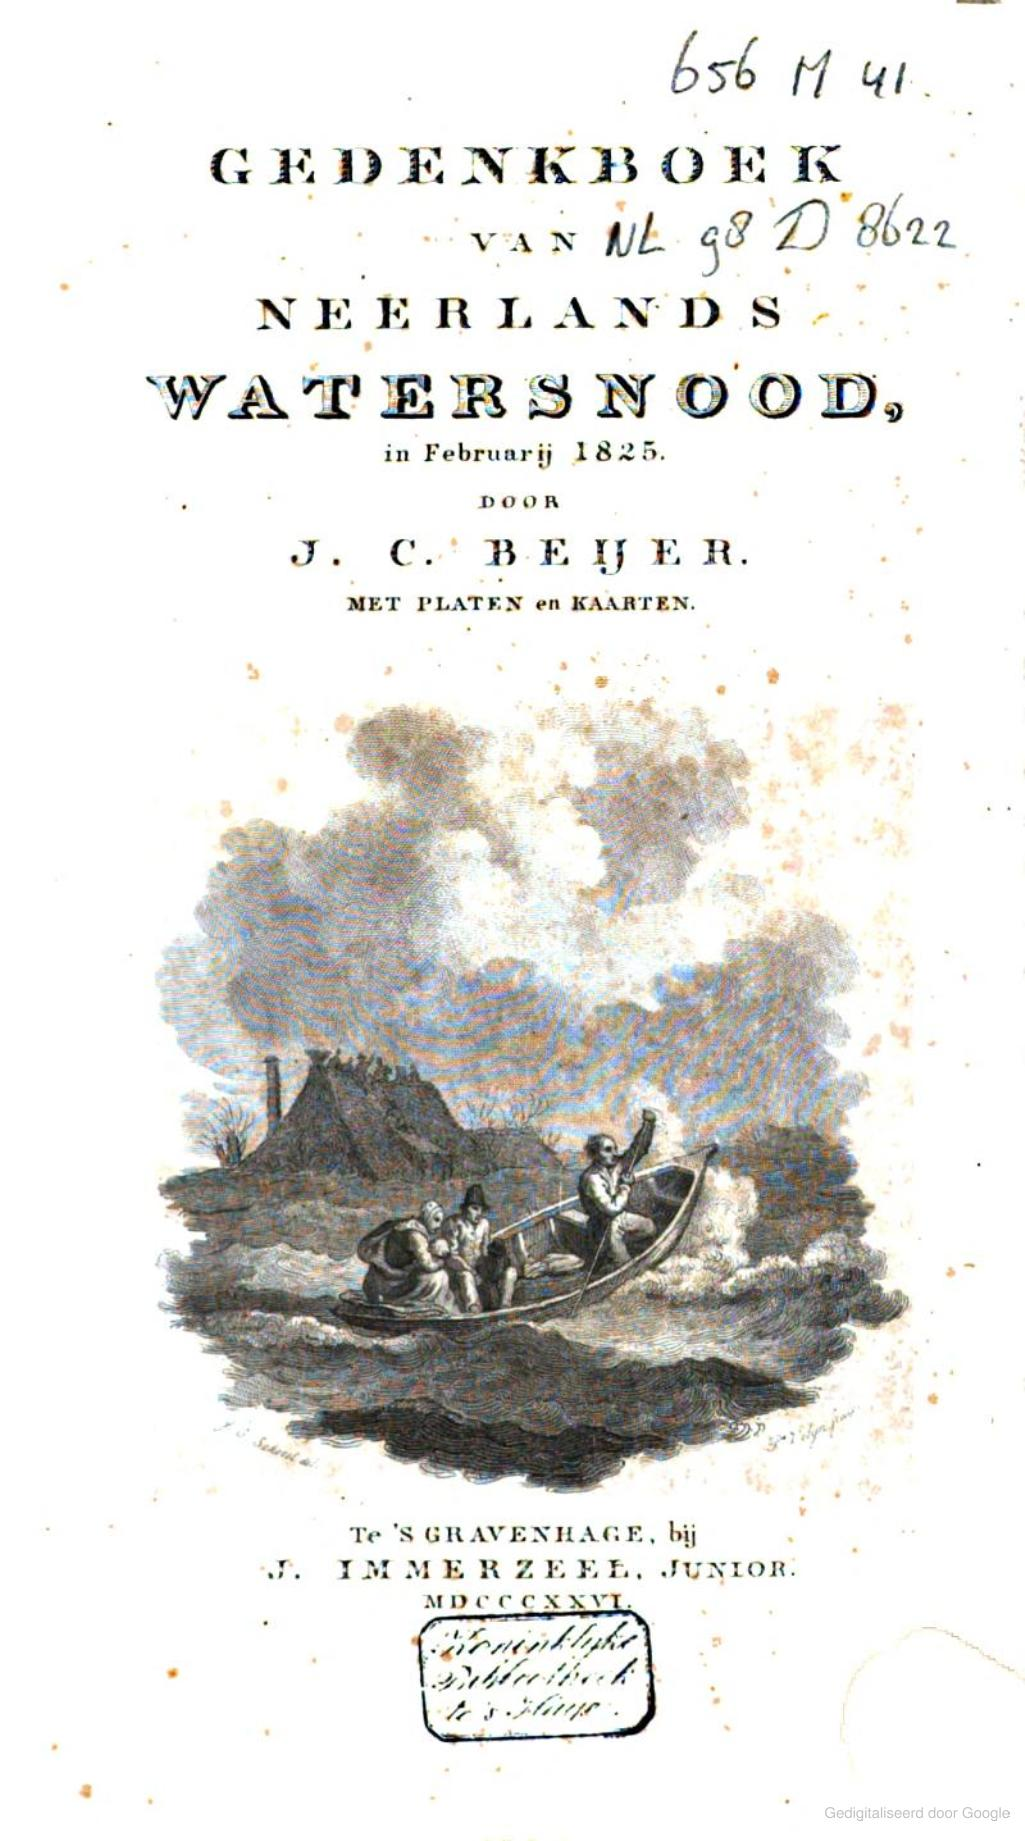 656 M 41.
GEDENKBOEK
VAN
NL 98 D 8622
NEERLANDS
WATERSNOOD,
in Februarij 1825.
DOOR
J. C. BEIJER.
MET PLATEN en KAARTEN.
Te 'S GRAVENHAGE, bij
J. IMMERZEEL, JUNIOR.
MDCCCXXVI.
Koninklyke
Bibliotheek
te 's Hage.
Gedigitaliseerd door Google